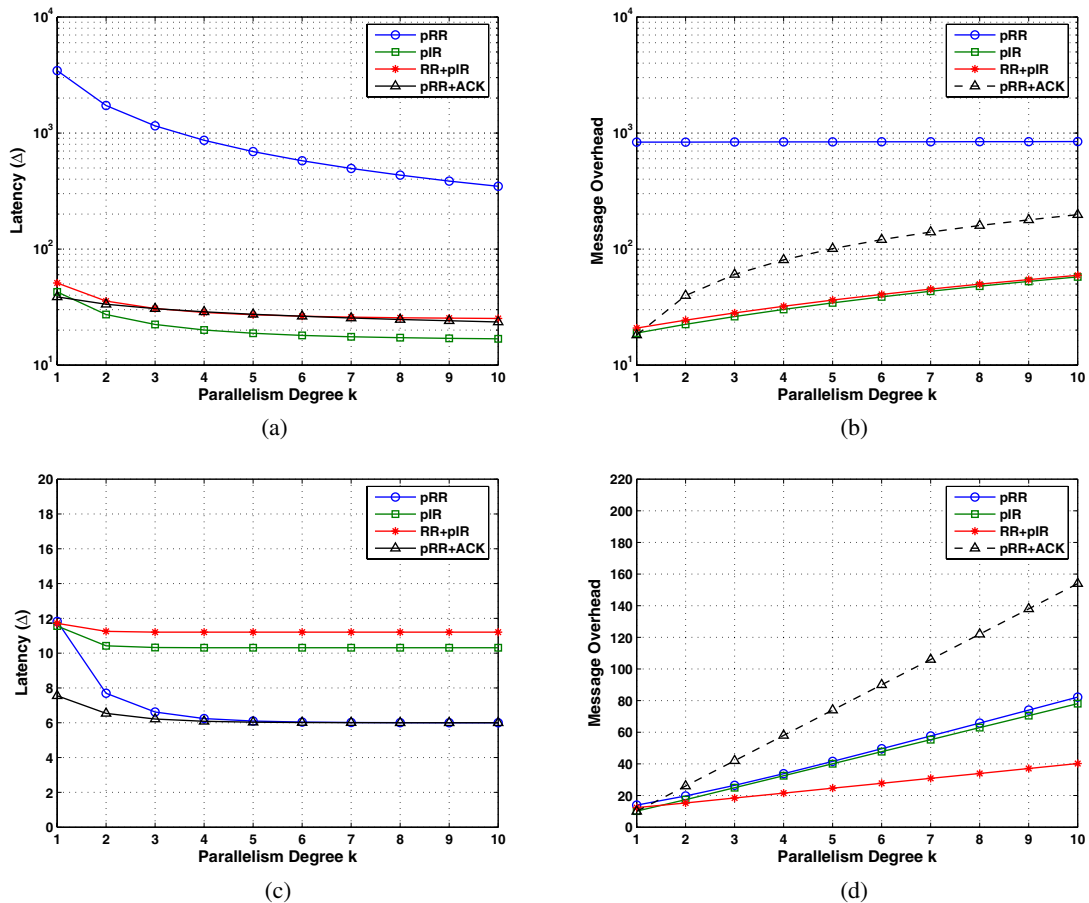 10^4
10^3
10^2
10^1
Latency (Δ)
pRR
pIR
RR+pIR
pRR+ACK
1 2 3 4 5 6 7 8 9 10
Parallelism Degree k
(a)
10^4
10^3
10^2
10^1
Message Overhead
pRR
pIR
RR+pIR
pRR+ACK
1 2 3 4 5 6 7 8 9 10
Parallelism Degree k
(b)
20
18
16
14
12
10
8
6
4
2
0
Latency (Δ)
pRR
pIR
RR+pIR
pRR+ACK
1 2 3 4 5 6 7 8 9 10
Parallelism Degree k
(c)
220
200
180
160
140
120
100
80
60
40
20
0
Message Overhead
pRR
pIR
RR+pIR
pRR+ACK
1 2 3 4 5 6 7 8 9 10
Parallelism Degree k
(d)